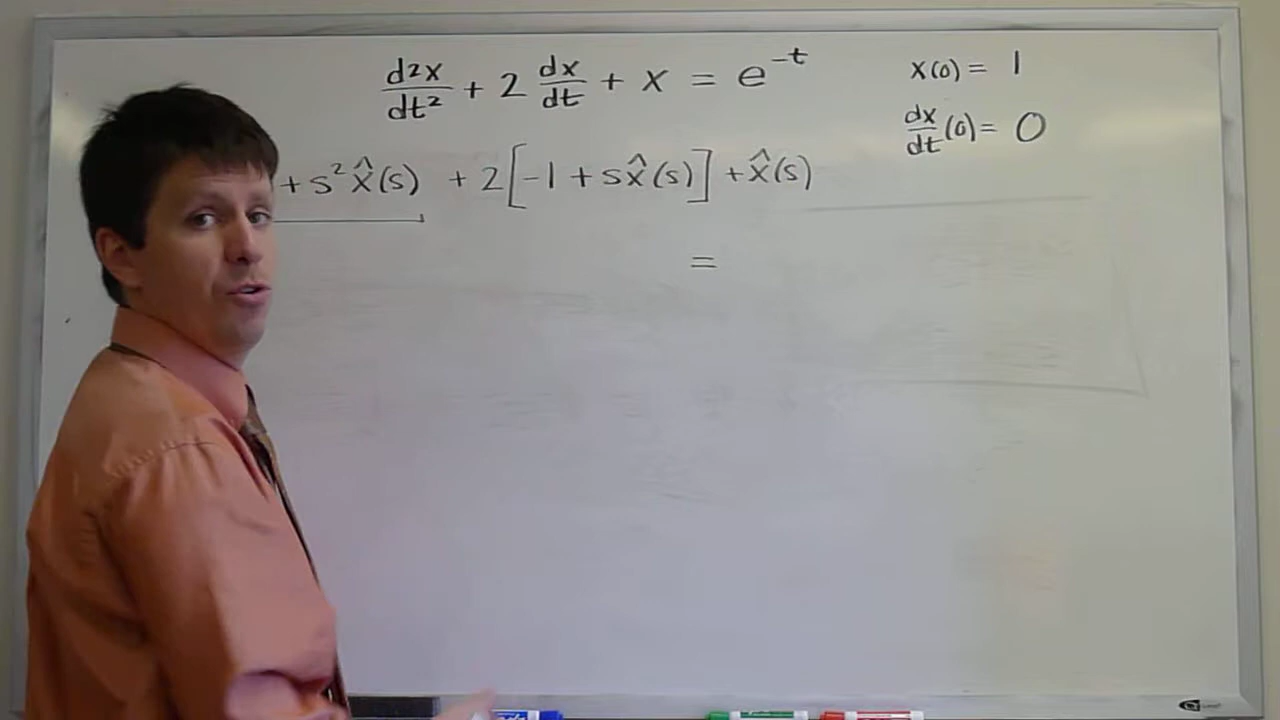 d²x/dt² + 2 dx/dt + x = e^-t
x(0) = 1
dx/dt (0) = 0
+ s² x̂(s) + 2[-1 + s x̂(s)] + x̂(s)
=